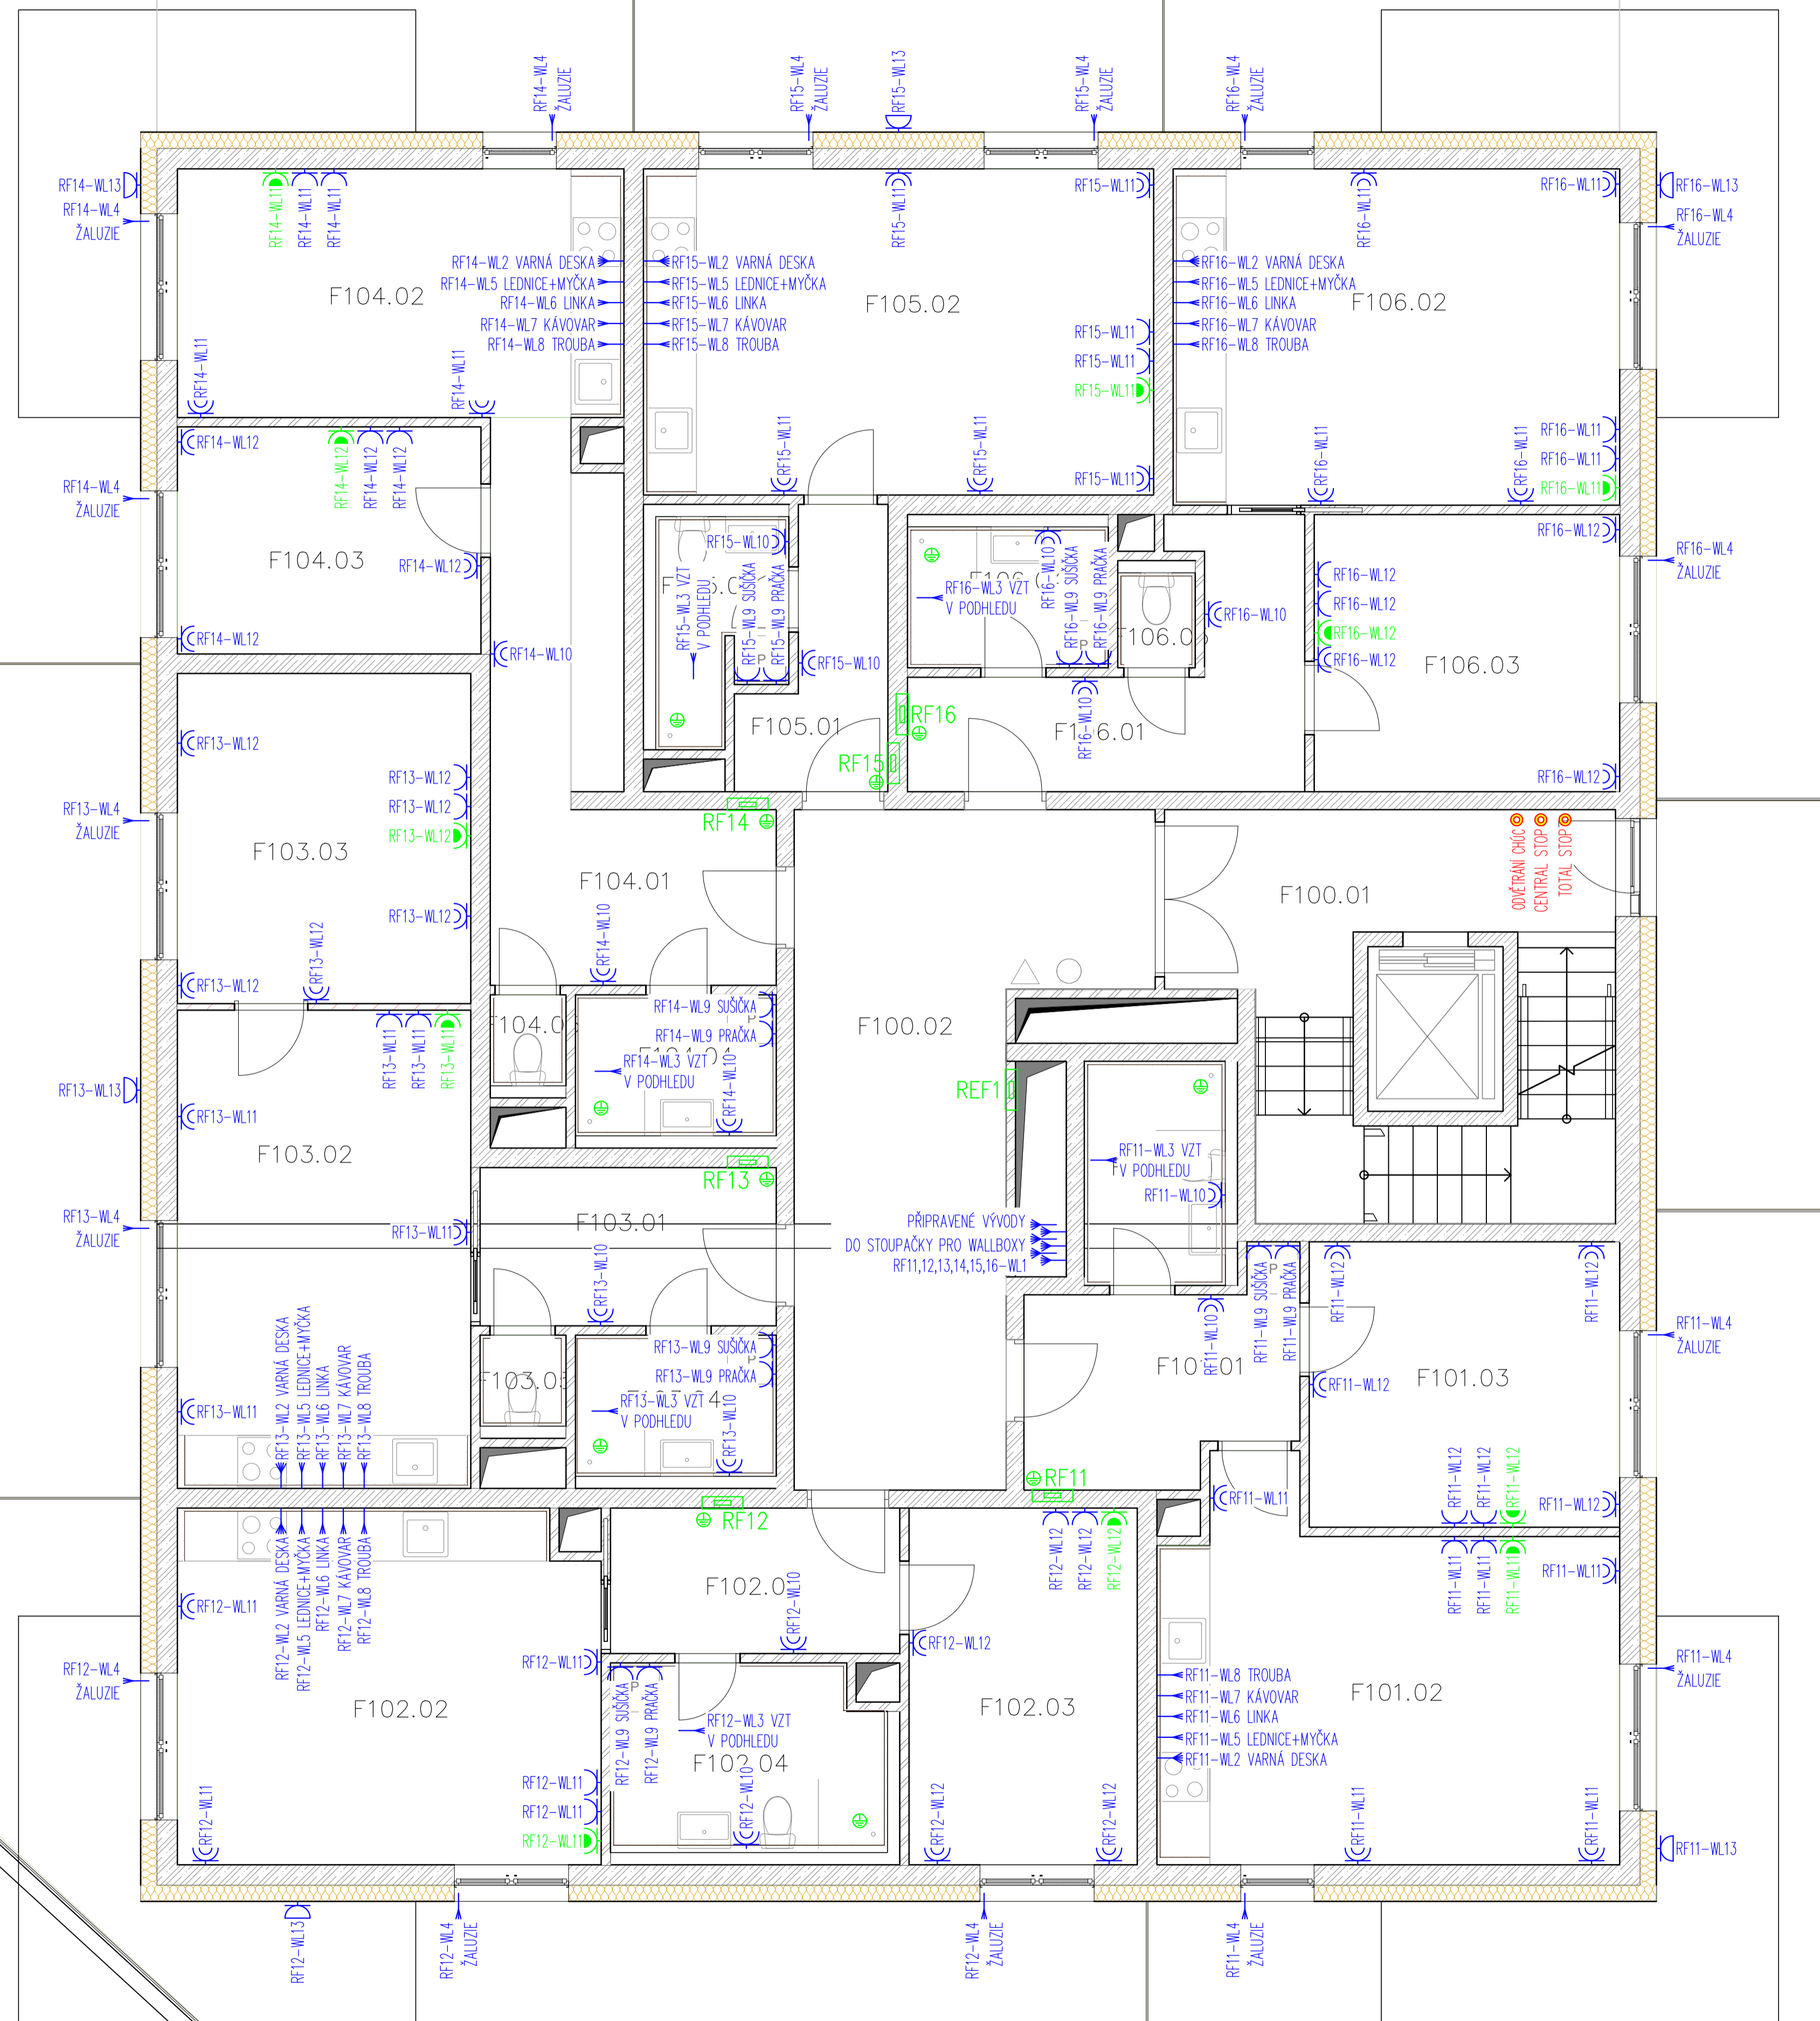 RF14-WL4
ŽALUZIE
RF15-WL4
ŽALUZIE
RF15-WL13
RF15-WL4
ŽALUZIE
RF16-WL4
ŽALUZIE
RF14-WL13
RF14-WL4
ŽALUZIE
RF14-WL11
RF14-WL11
RF14-WL11
RF15-WL11
RF15-WL11
RF16-WL11
RF16-WL11
RF16-WL13
RF16-WL4
ŽALUZIE
RF14-WL2 VARNÁ DESKA
RF14-WL5 LEDNICE+MYČKA
RF14-WL6 LINKA
RF14-WL7 KÁVOVAR
RF14-WL8 TROUBA
F104.02
RF15-WL2 VARNÁ DESKA
RF15-WL5 LEDNICE+MYČKA
RF15-WL6 LINKA
RF15-WL7 KÁVOVAR
RF15-WL8 TROUBA
F105.02
RF16-WL2 VARNÁ DESKA
RF16-WL5 LEDNICE+MYČKA
RF16-WL6 LINKA
RF16-WL7 KÁVOVAR
RF16-WL8 TROUBA
F106.02
RF15-WL11
RF15-WL11
RF15-WL11
RF14-WL11
RF14-WL11
RF15-WL11
RF15-WL11
RF15-WL11
RF16-WL11
RF16-WL11
RF16-WL11
RF16-WL11
RF16-WL11
RF14-WL12
RF14-WL12
RF14-WL12
RF14-WL12
RF14-WL4
ŽALUZIE
F104.03
RF14-WL12
RF14-WL12
RF14-WL10
RF15-WL10
RF15-WL3 VZT
V PODHLEDU
RF15-WL9 SUŠIČKA
RF15-WL9 PRAČKA
P
RF15-WL10
F105.01
RF16-WL3 VZT
V PODHLEDU
RF16-WL10
RF16-WL9 SUŠIČKA
RF16-WL9 PRAČKA
P
RF16-WL10
RF16-WL10
RF16-WL12
RF16-WL4
ŽALUZIE
RF16-WL12
RF16-WL12
RF16-WL12
RF16-WL12
F106.03
RF16-WL12
RF16
RF15
RF14
RF13-WL12
RF13-WL12
RF13-WL12
RF13-WL12
RF13-WL4
ŽALUZIE
F103.03
RF13-WL12
RF13-WL12
RF13-WL12
F104.01
RF14-WL10
F100.01
ODVĚTRÁNÍ CHÚC
CENTRAL STOP
TOTAL STOP
F100.02
RF13-WL11
RF13-WL11
RF13-WL11
RF13-WL13
RF13-WL11
F103.02
RF14-WL9 SUŠIČKA
P
RF14-WL9 PRAČKA
RF14-WL3 VZT
V PODHLEDU
RF14-WL10
REF1
RF11-WL3 VZT
V PODHLEDU
RF11-WL10
RF13
PŘIPRAVENÉ VÝVODY
DO STOUPAČKY PRO WALLBOXY
RF11,12,13,14,15,16-WL1
RF13-WL4
ŽALUZIE
RF13-WL11
F103.01
RF13-WL10
RF13-WL2 VARNÁ DESKA
RF13-WL5 LEDNICE+MYČKA
RF13-WL6 LINKA
RF13-WL7 KÁVOVAR
RF13-WL8 TROUBA
RF13-WL11
RF13-WL9 SUŠIČKA
P
RF13-WL9 PRAČKA
RF13-WL3 VZT
V PODHLEDU
RF13-WL10
RF11-WL10
RF11-WL9 SUŠIČKA
RF11-WL9 PRAČKA
P
RF11-WL12
RF11-WL12
RF11-WL4
ŽALUZIE
RF11-WL12
F101.03
RF11-WL12
RF11-WL12
RF11-WL12
RF11-WL12
RF11
RF11-WL11
RF12
RF12-WL2 VARNÁ DESKA
RF12-WL5 LEDNICE+MYČKA
RF12-WL6 LINKA
RF12-WL7 KÁVOVAR
RF12-WL8 TROUBA
RF12-WL11
RF12-WL11
RF12-WL4
ŽALUZIE
F102.02
RF12-WL10
RF12-WL12
RF12-WL12
RF12-WL12
RF12-WL12
RF11-WL11
RF11-WL11
RF11-WL11
RF11-WL11
RF12-WL9 SUŠIČKA
RF12-WL9 PRAČKA
P
RF12-WL3 VZT
V PODHLEDU
F102.04
F102.03
RF11-WL8 TROUBA
RF11-WL7 KÁVOVAR
RF11-WL6 LINKA
RF11-WL5 LEDNICE+MYČKA
RF11-WL2 VARNÁ DESKA
F101.02
RF11-WL4
ŽALUZIE
RF12-WL11
RF12-WL11
RF12-WL11
RF12-WL11
RF12-WL10
RF12-WL12
RF12-WL12
RF11-WL11
RF11-WL11
RF11-WL13
RF12-WL13
RF12-WL4
ŽALUZIE
RF12-WL4
ŽALUZIE
RF11-WL4
ŽALUZIE